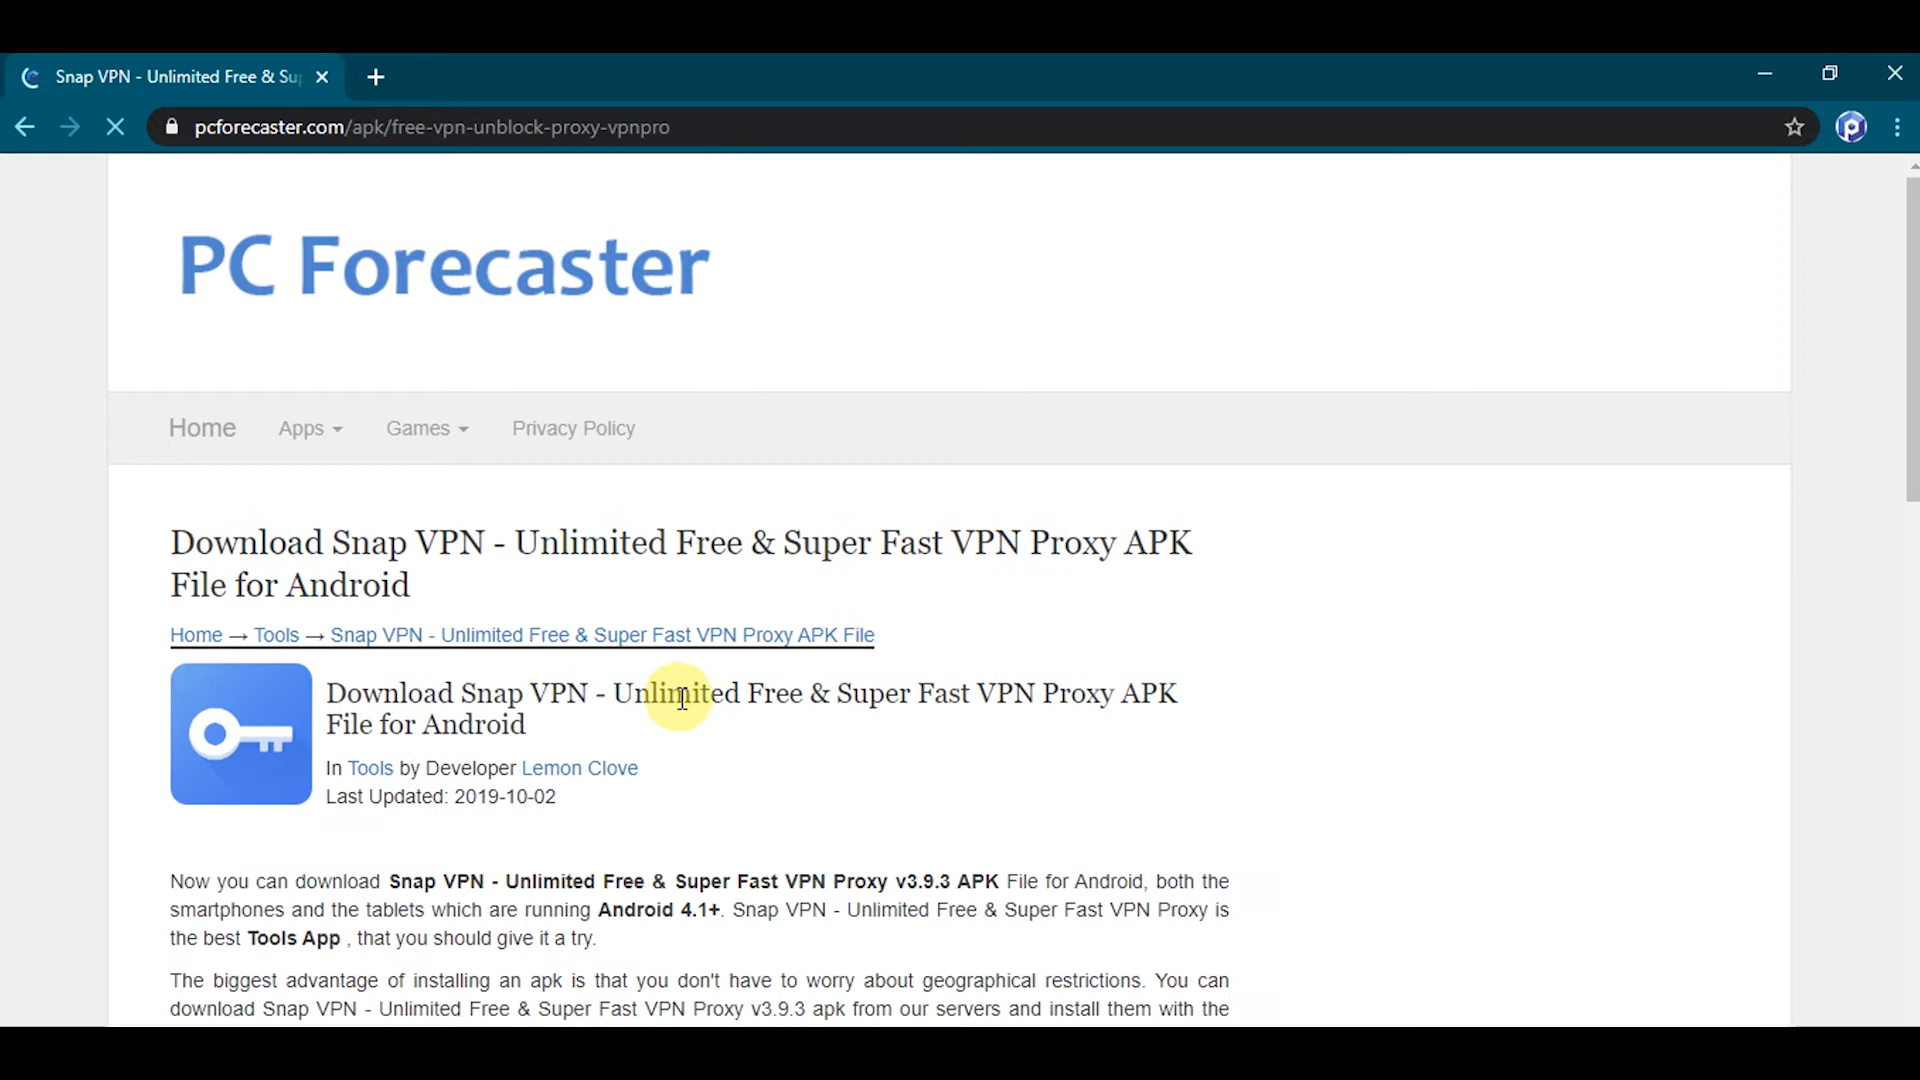 Snap VPN - Unlimited Free & Su
pcforecaster.com/apk/free-vpn-unblock-proxy-vpnpro
PC Forecaster
Home Apps Games Privacy Policy
Download Snap VPN - Unlimited Free & Super Fast VPN Proxy APK
File for Android
Home → Tools → Snap VPN - Unlimited Free & Super Fast VPN Proxy APK File
Download Snap VPN - Unlimited Free & Super Fast VPN Proxy APK
File for Android
In Tools by Developer Lemon Clove
Last Updated: 2019-10-02
Now you can download Snap VPN - Unlimited Free & Super Fast VPN Proxy v3.9.3 APK File for Android, both the
smartphones and the tablets which are running Android 4.1+. Snap VPN - Unlimited Free & Super Fast VPN Proxy is
the best Tools App , that you should give it a try.
The biggest advantage of installing an apk is that you don't have to worry about geographical restrictions. You can
download Snap VPN - Unlimited Free & Super Fast VPN Proxy v3.9.3 apk from our servers and install them with the